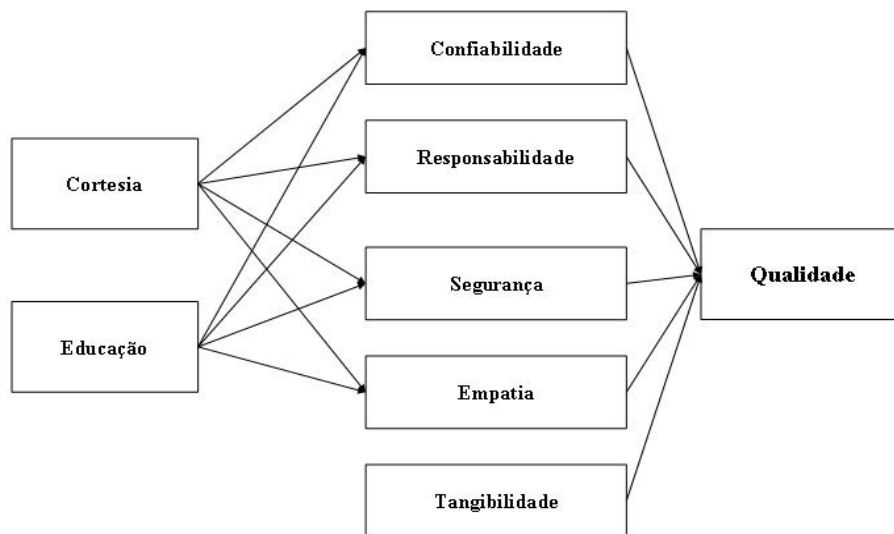 Cortesia
Educação
Confiabilidade
Responsabilidade
Segurança
Empatia
Tangibilidade
Qualidade